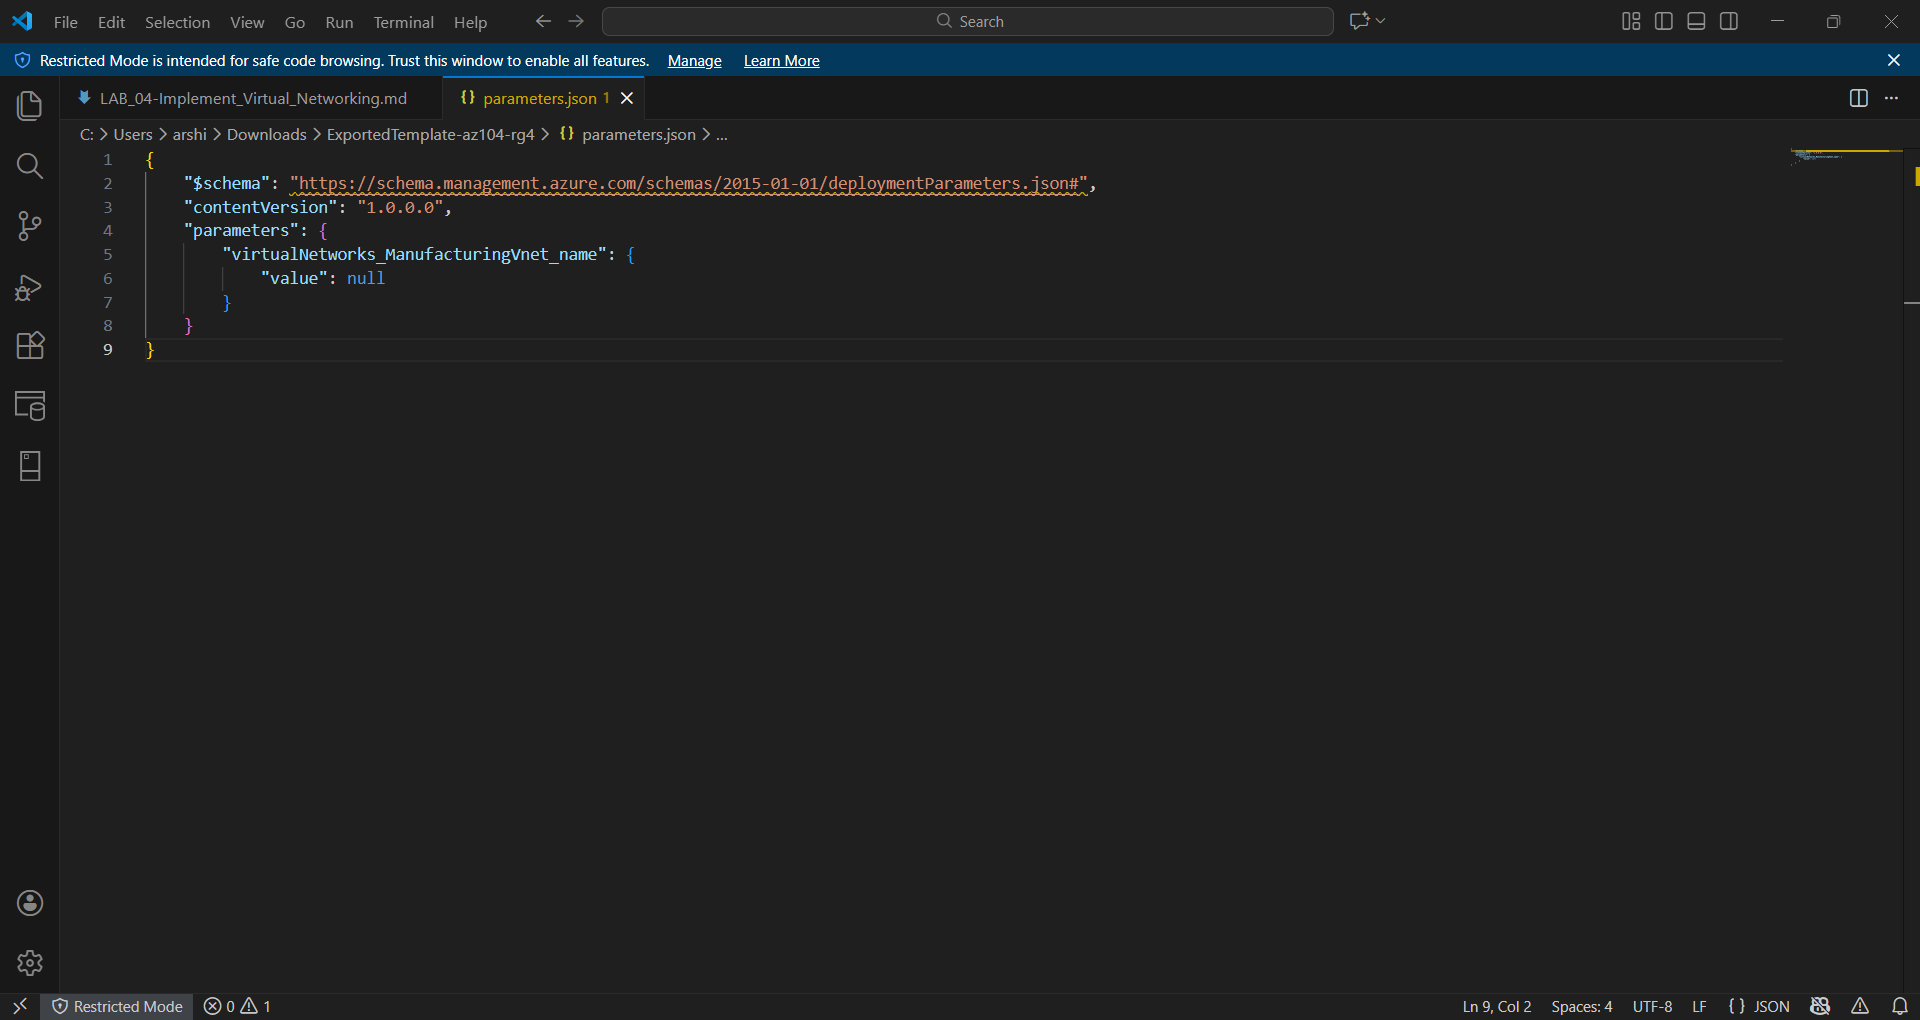 File Edit Selection View Go Run Terminal Help Search
Restricted Mode is intended for safe code browsing. Trust this window to enable all features. Manage Learn More
LAB_04-Implement_Virtual_Networking.md {} parameters.json 1
C: > Users > arshi > Downloads > ExportedTemplate-az104-rg4 > {} parameters.json > ...
1 {
2 "$schema": "https://schema.management.azure.com/schemas/2015-01-01/deploymentParameters.json#",
3 "contentVersion": "1.0.0.0",
4 "parameters": {
5 "virtualNetworks_ManufacturingVnet_name": {
6 "value": null
7 }
8 }
9 }
Restricted Mode 0 1 Ln 9, Col 2 Spaces: 4 UTF-8 LF {} JSON